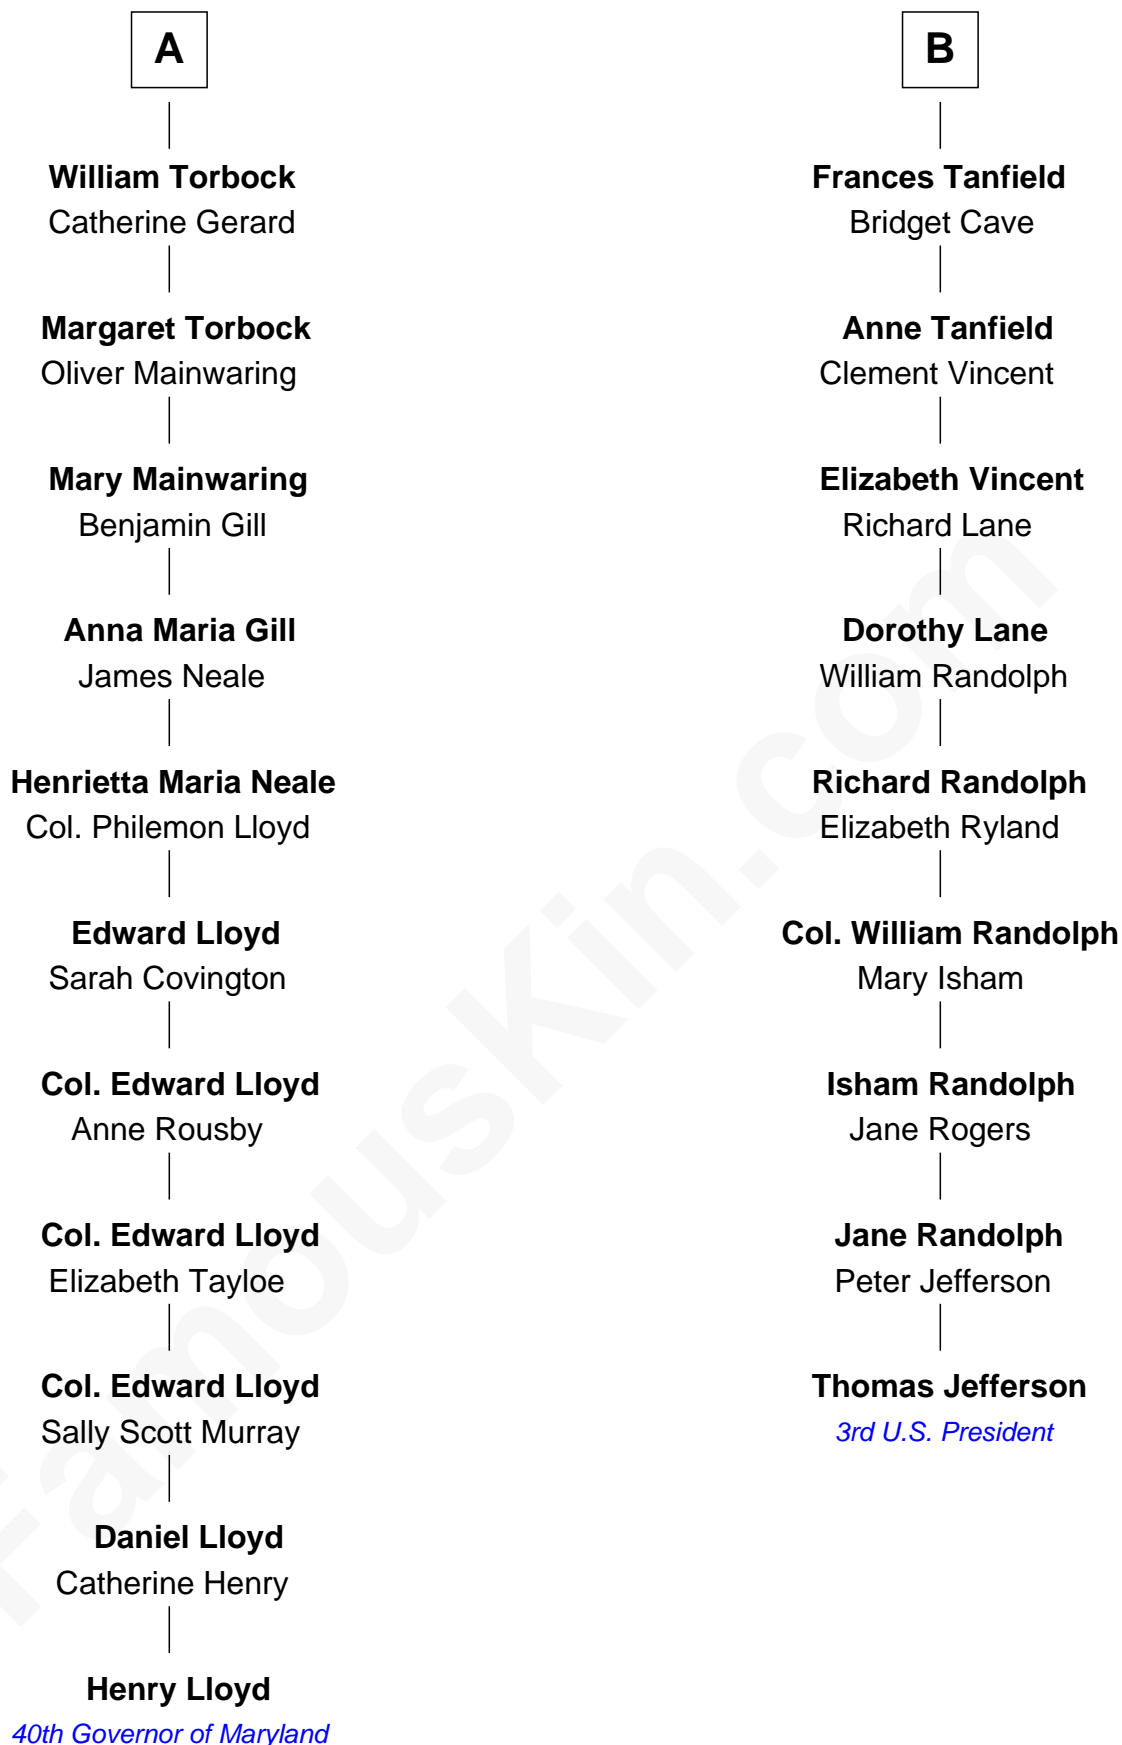 A
William Torbock
Catherine Gerard
Margaret Torbock
Oliver Mainwaring
Mary Mainwaring
Benjamin Gill
Anna Maria Gill
James Neale
Henrietta Maria Neale
Col. Philemon Lloyd
Edward Lloyd
Sarah Covington
Col. Edward Lloyd
Anne Rousby
Col. Edward Lloyd
Elizabeth Tayloe
Col. Edward Lloyd
Sally Scott Murray
Daniel Lloyd
Catherine Henry
Henry Lloyd
40th Governor of Maryland
B
Frances Tanfield
Bridget Cave
Anne Tanfield
Clement Vincent
Elizabeth Vincent
Richard Lane
Dorothy Lane
William Randolph
Richard Randolph
Elizabeth Ryland
Col. William Randolph
Mary Isham
Isham Randolph
Jane Rogers
Jane Randolph
Peter Jefferson
Thomas Jefferson
3rd U.S. President
FamousKin.com